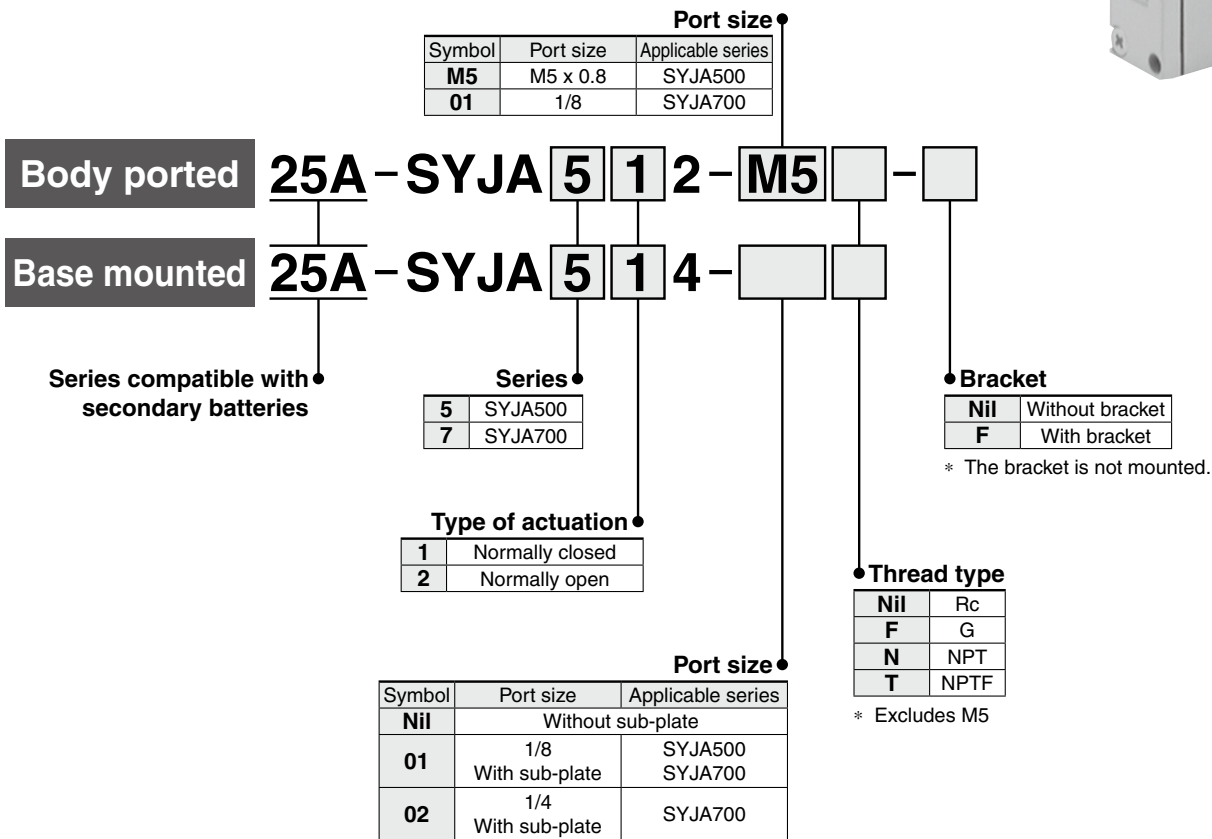 Port size
Symbol Port size Applicable series
M5 M5 x 0.8 SYJA500
01 1/8 SYJA700
Body ported 25A-SYJA 5 1 2-M5 -
Base mounted 25A-SYJA 5 1 4-
Series compatible with
secondary batteries
Series
5 SYJA500
7 SYJA700
Bracket
Nil Without bracket
F With bracket
* The bracket is not mounted.
Type of actuation
1 Normally closed
2 Normally open
Thread type
Nil Rc
F G
N NPT
T NPTF
* Excludes M5
Port size
Symbol Port size Applicable series
Nil Without sub-plate
01 1/8 SYJA500
With sub-plate SYJA700
02 1/4 SYJA700
With sub-plate